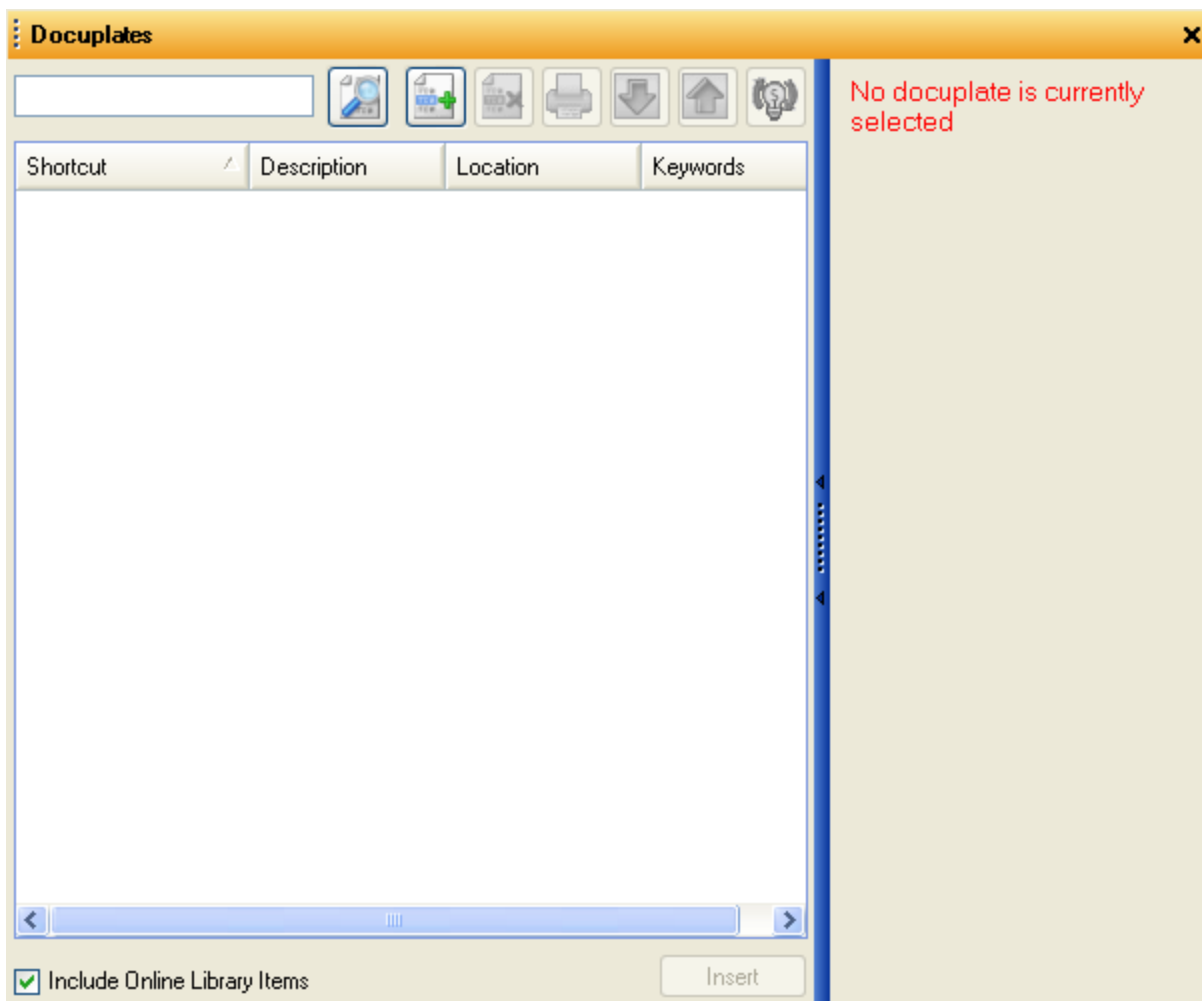 Docuplates
No docuplate is currently
selected
Shortcut Description Location Keywords
Include Online Library Items
Insert